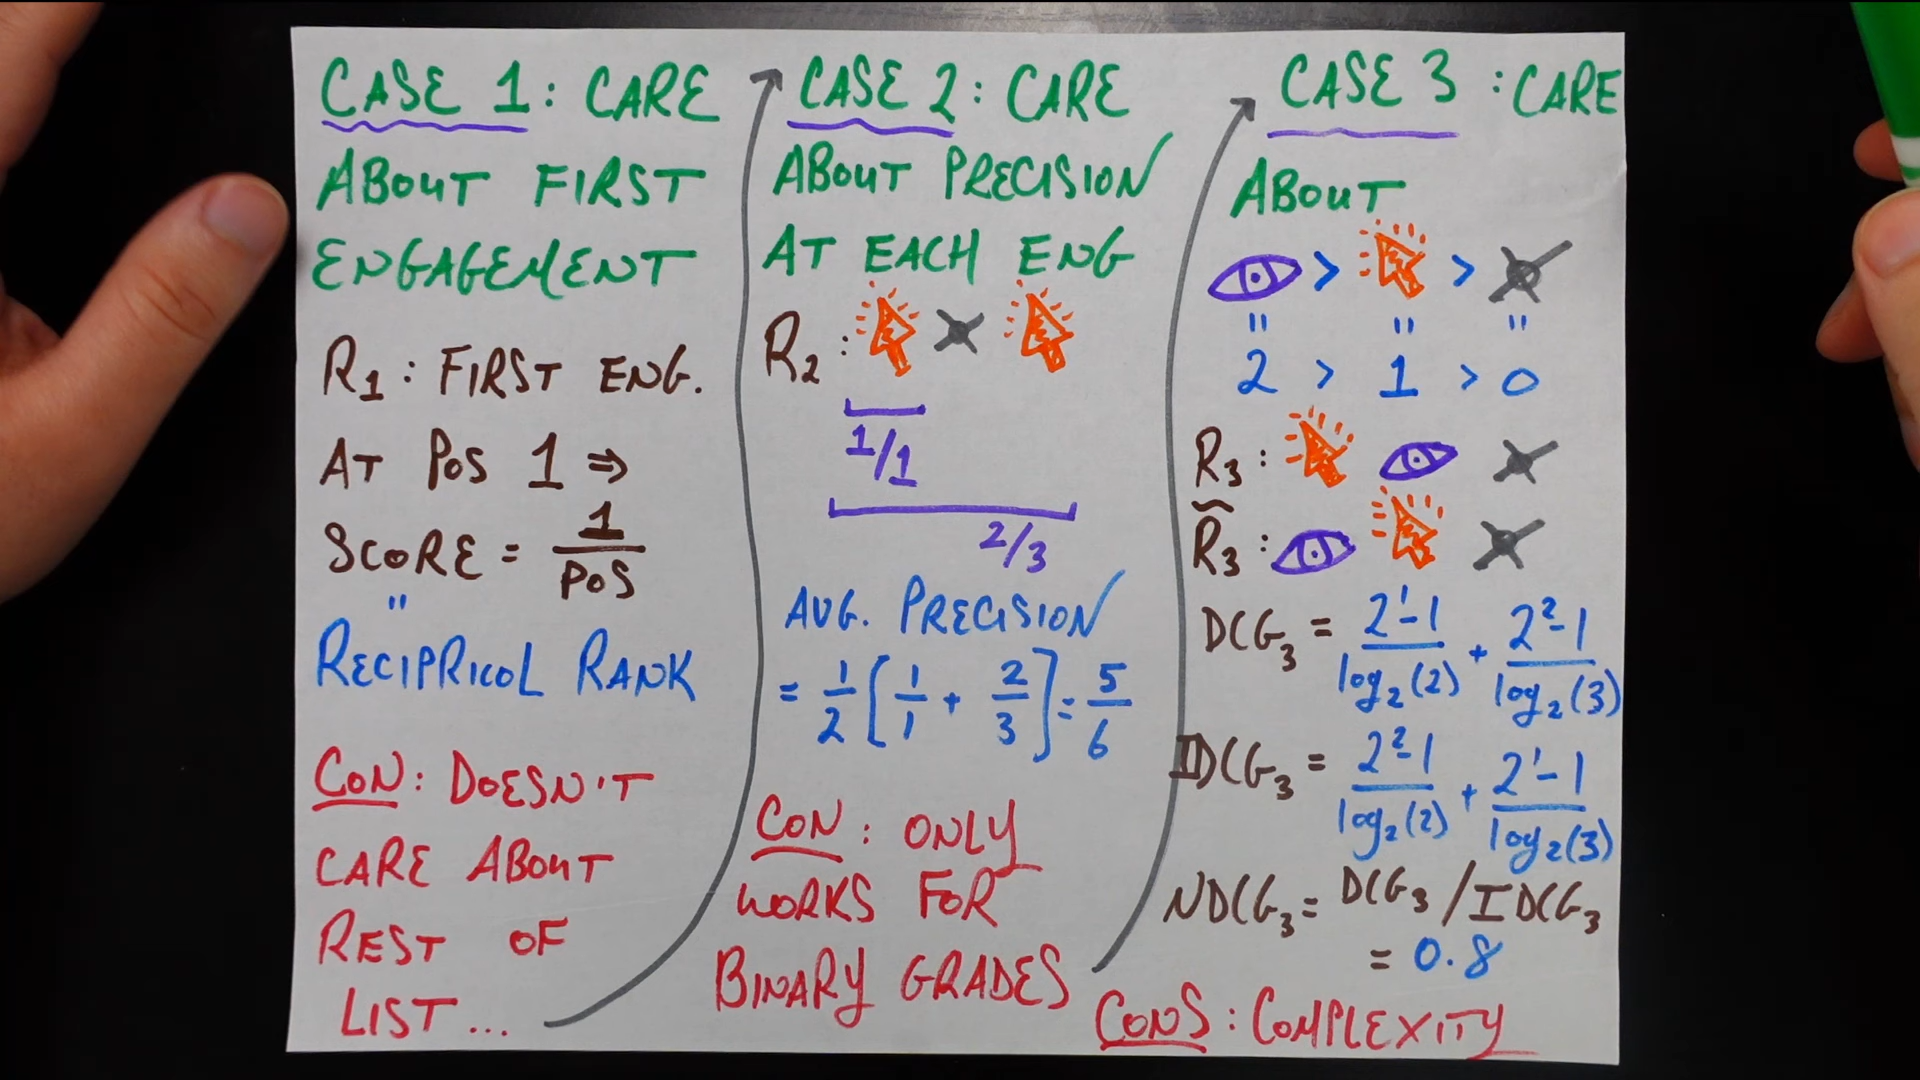 CASE 1: CARE
ABOUT FIRST
ENGAGEMENT
R1: FIRST ENG.
AT POS 1 ⇒
SCORE = 1/POS
"
RECIPRICOL RANK
CON: DOESN'T
CARE ABOUT
REST OF
LIST...
CASE 2: CARE
ABOUT PRECISION
AT EACH ENG
R2:
1/1
2/3
AVG. PRECISION
= 1/2 [1/1 + 2/3] = 5/6
CON: ONLY
WORKS FOR
BINARY GRADES
CASE 3: CARE
ABOUT
> >
" " "
2 > 1 > 0
R3:
R̃3:
DCG3 = 2^1-1/log2(2) + 2^2-1/log2(3)
IDCG3 = 2^2-1/log2(2) + 2^1-1/log2(3)
NDCG3 = DCG3 / IDCG3
= 0.8
CONS: COMPLEXITY